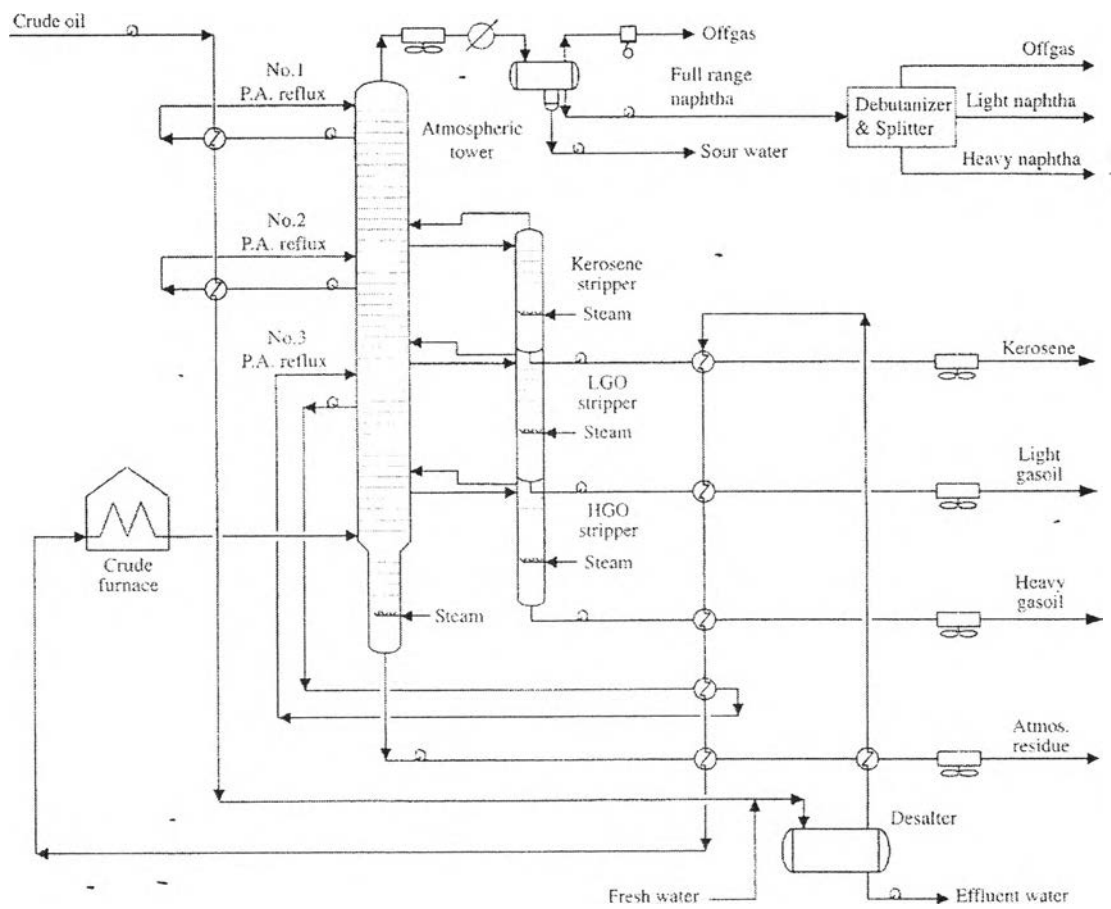 Crude oil
Offgas
Offgas
No.1
P.A. reflux
Full range
naphtha
Debutanizer
& Splitter
Light naphtha
Atmospheric
tower
Sour water
Heavy naphtha
No.2
P.A. reflux
Kerosene
stripper
Steam
No.3
P.A. reflux
Kerosene
LGO
stripper
Steam
Light
gasoil
HGO
stripper
Crude
furnace
Steam
Heavy
gasoil
Steam
Atmos.
residue
Desalter
Fresh water
Effluent water